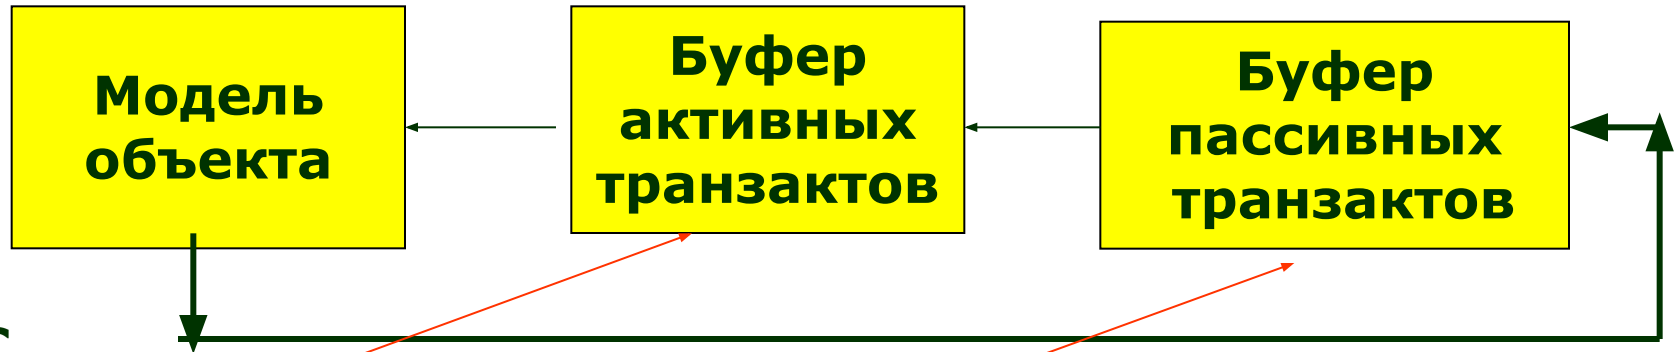 Модель
объекта
Буфер
активных
транзактов
Буфер
пассивных
транзактов